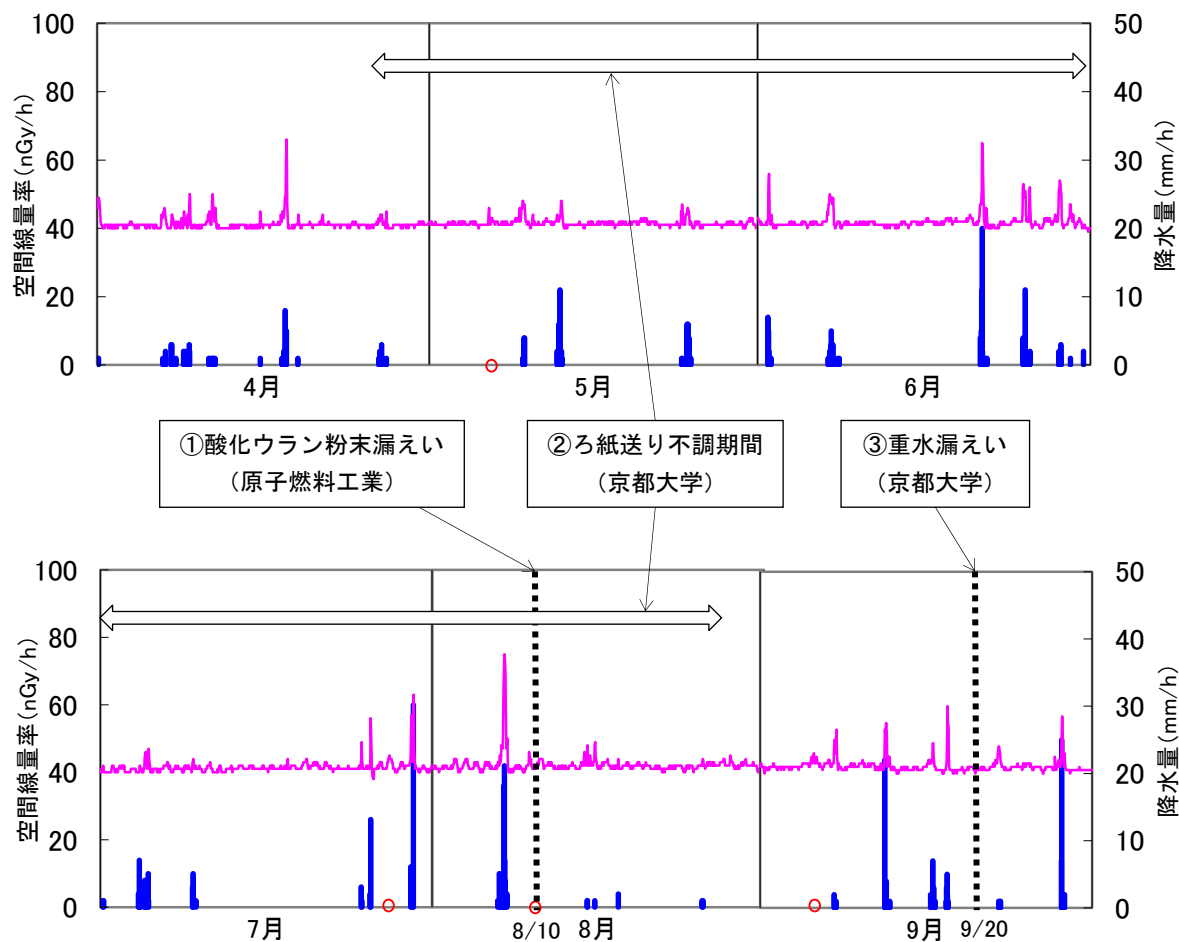 100
80
60
40
20
0
空間線量率(nGy/h)
50
40
30
20
10
0
降水量(mm/h)
4月
5月
6月
①酸化ウラン粉末漏えい
(原子燃料工業)
②ろ紙送り不調期間
(京都大学)
③重水漏えい
(京都大学)
100
80
60
40
20
0
空間線量率(nGy/h)
50
40
30
20
10
0
降水量(mm/h)
7月
8/10
8月
9月
9/20